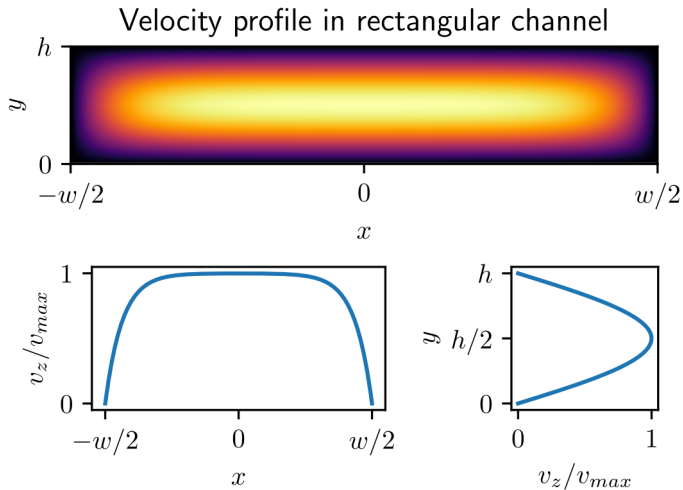 Velocity profile in rectangular channel
h
y
0
−w/2
0
w/2
x
1
v_z/v_max
0
−w/2
0
w/2
x
h
y
h/2
0
0
1
v_z/v_max